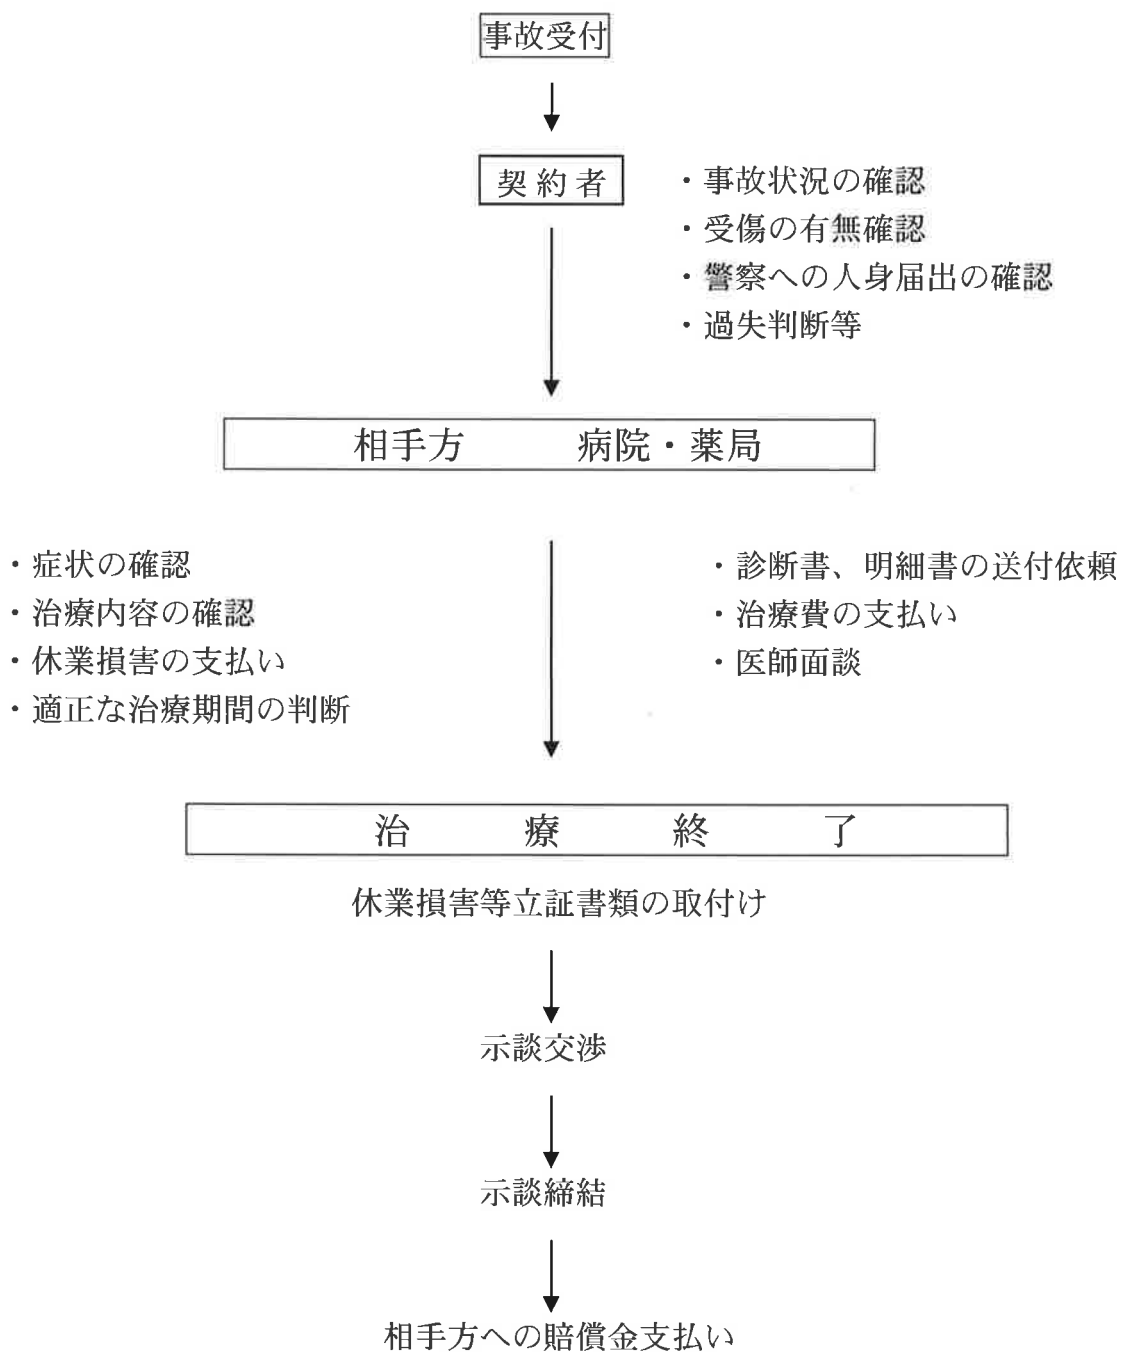 事故受付
契約者
・事故状況の確認
・受傷の有無確認
・警察への人身届出の確認
・過失判断等
相手方　　病院・薬局
・症状の確認
・治療内容の確認
・休業損害の支払い
・適正な治療期間の判断
・診断書、明細書の送付依頼
・治療費の支払い
・医師面談
治療終了
休業損害等立証書類の取付け
示談交渉
示談締結
相手方への賠償金支払い